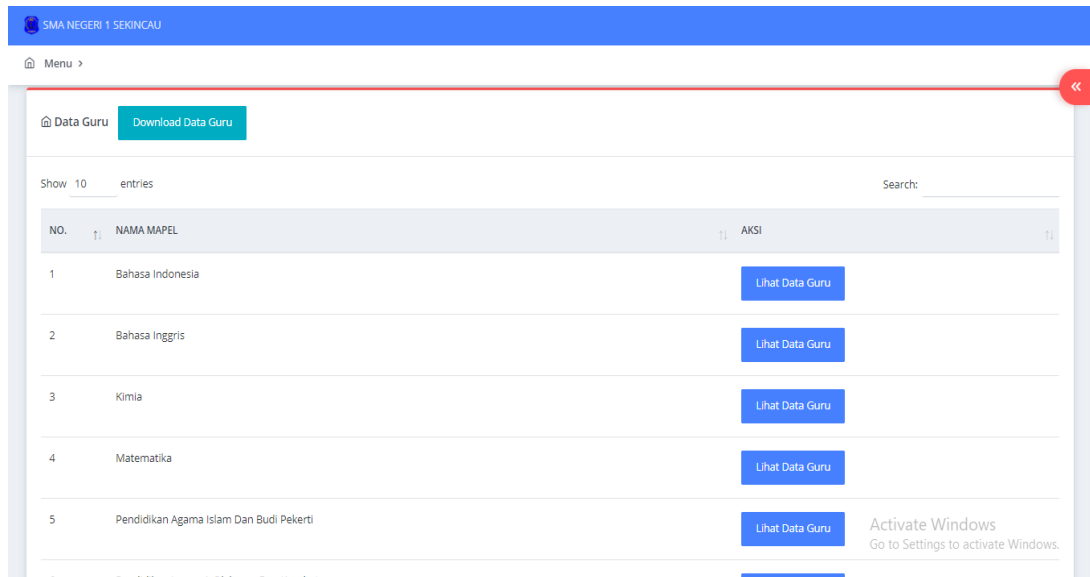 SMA NEGERI 1 SEKINCAU
Menu >
Data Guru Download Data Guru
Show 10 entries Search:
NO. NAMA MAPEL AKSI
1 Bahasa Indonesia Lihat Data Guru
2 Bahasa Inggris Lihat Data Guru
3 Kimia Lihat Data Guru
4 Matematika Lihat Data Guru
5 Pendidikan Agama Islam Dan Budi Pekerti Lihat Data Guru
Activate Windows
Go to Settings to activate Windows.